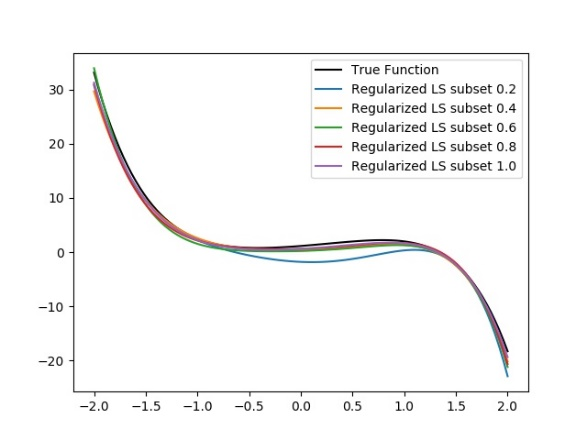 True Function
Regularized LS subset 0.2
Regularized LS subset 0.4
Regularized LS subset 0.6
Regularized LS subset 0.8
Regularized LS subset 1.0
30
20
10
0
−10
−20
−2.0 −1.5 −1.0 −0.5 0.0 0.5 1.0 1.5 2.0